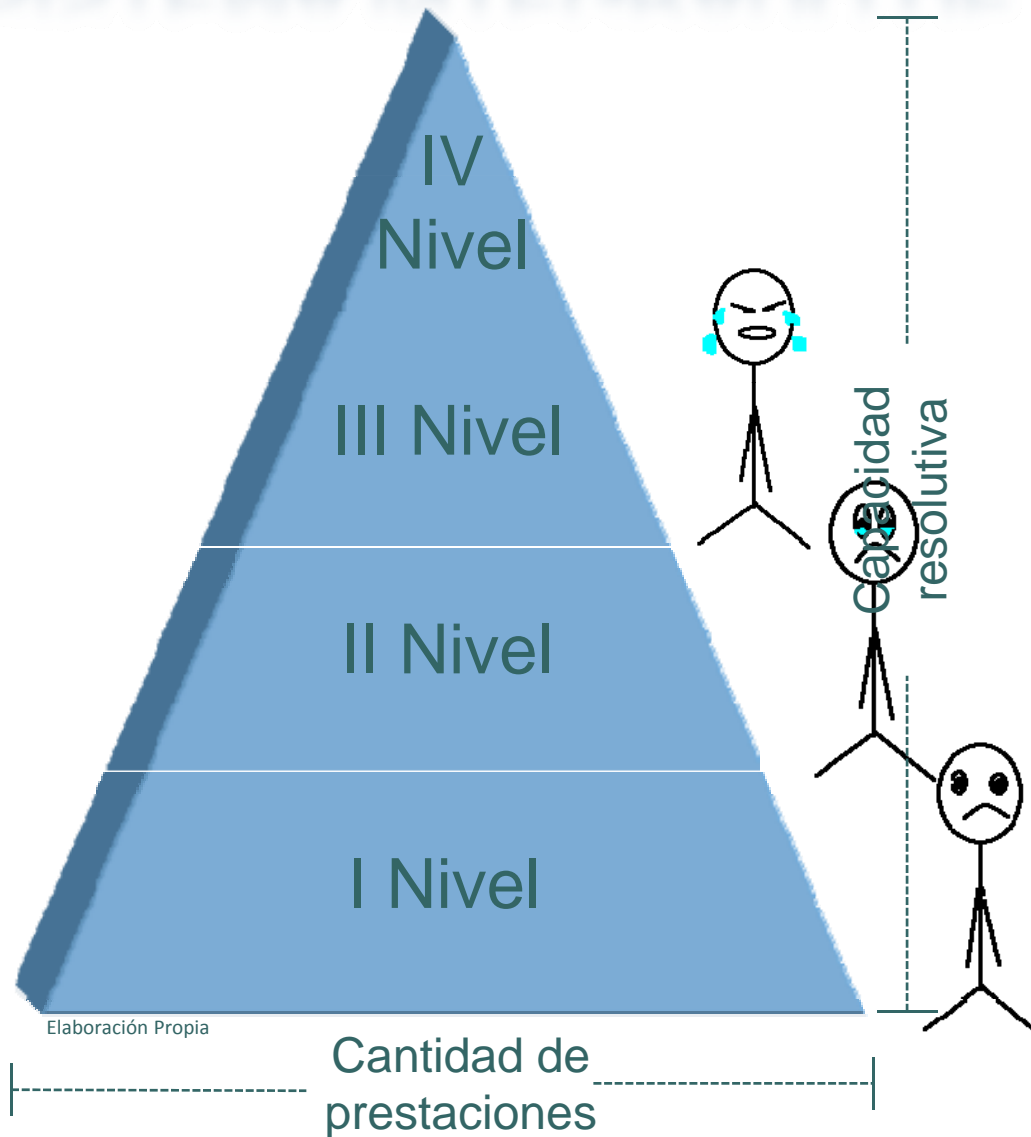 IV
Nivel
III Nivel
II Nivel
I Nivel
Capacidad
resolutiva
Elaboración Propia
Cantidad de
prestaciones